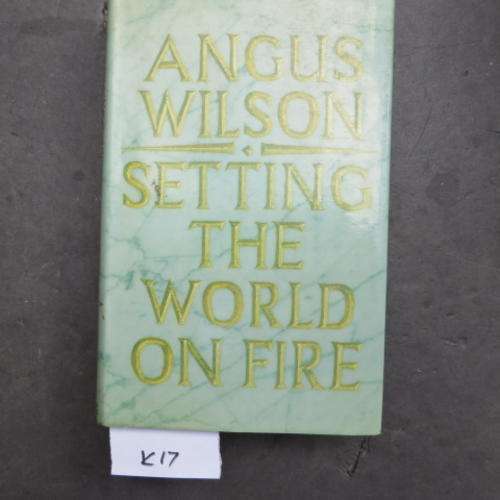 ANGUS
WILSON
SETTING
THE
WORLD
ON FIRE
K17